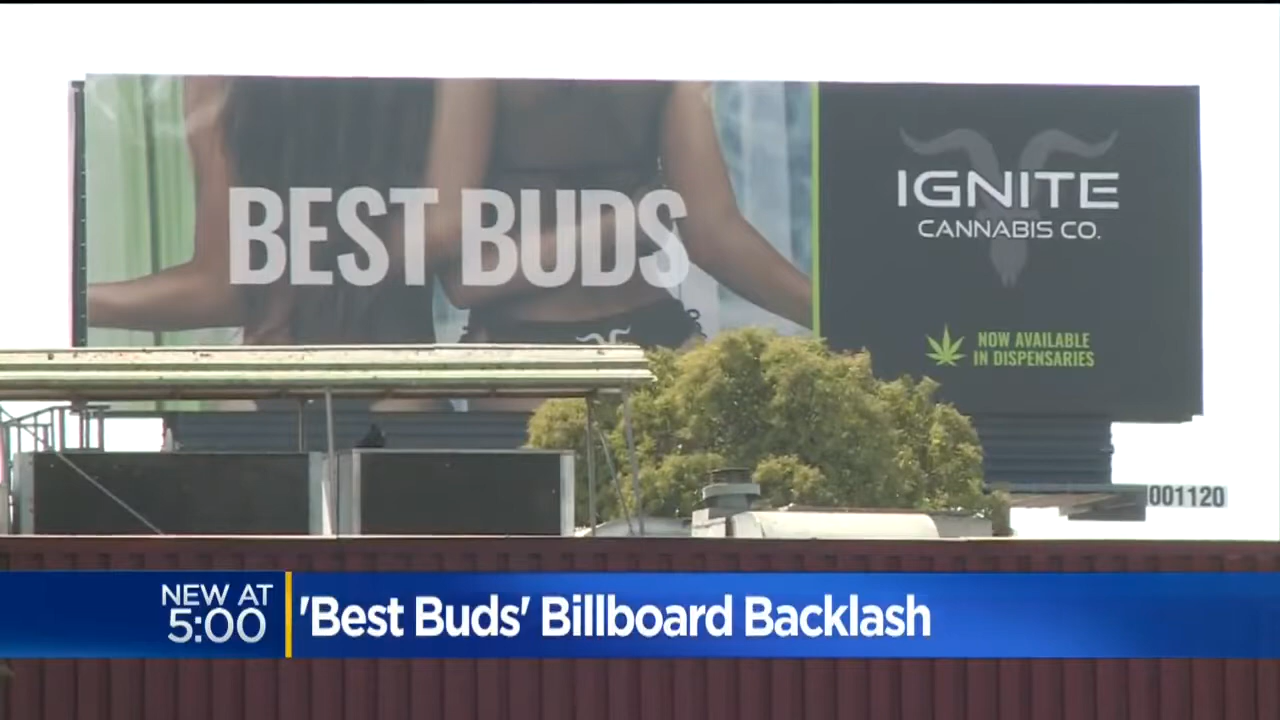 BEST BUDS
IGNITE
CANNABIS CO.
NOW AVAILABLE
IN DISPENSARIES
001120
NEW AT
5:00
'Best Buds' Billboard Backlash